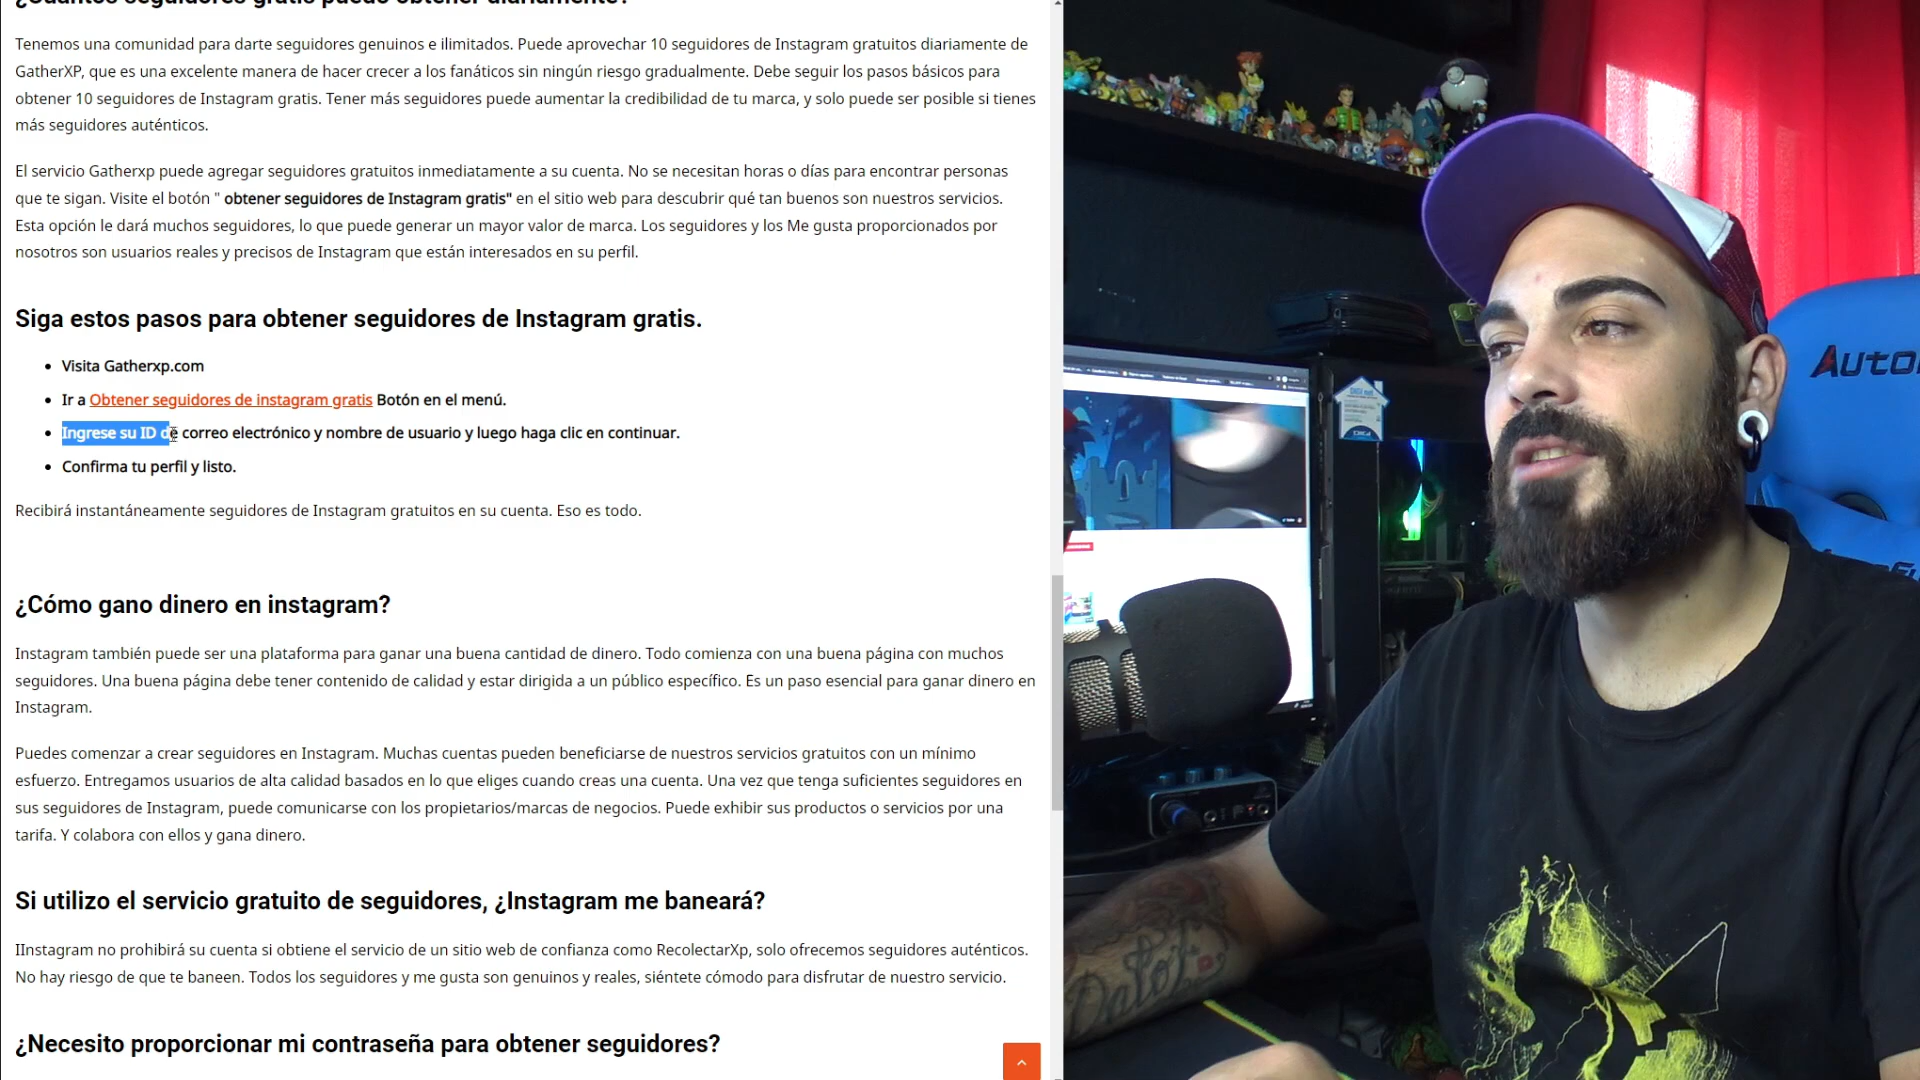 ¿Cuántos seguidores gratis puedo obtener diariamente?
Tenemos una comunidad para darte seguidores genuinos e ilimitados. Puede aprovechar 10 seguidores de Instagram gratuitos diariamente de
GatherXP, que es una excelente manera de hacer crecer a los fanáticos sin ningún riesgo gradualmente. Debe seguir los pasos básicos para
obtener 10 seguidores de Instagram gratis. Tener más seguidores puede aumentar la credibilidad de tu marca, y solo puede ser posible si tienes
más seguidores auténticos.
El servicio Gatherxp puede agregar seguidores gratuitos inmediatamente a su cuenta. No se necesitan horas o días para encontrar personas
que te sigan. Visite el botón " obtener seguidores de Instagram gratis" en el sitio web para descubrir qué tan buenos son nuestros servicios.
Esta opción le dará muchos seguidores, lo que puede generar un mayor valor de marca. Los seguidores y los Me gusta proporcionados por
nosotros son usuarios reales y precisos de Instagram que están interesados en su perfil.
Siga estos pasos para obtener seguidores de Instagram gratis.
• Visita Gatherxp.com
• Ir a Obtener seguidores de instagram gratis Botón en el menú.
• Ingrese su ID de correo electrónico y nombre de usuario y luego haga clic en continuar.
• Confirma tu perfil y listo.
Recibirá instantáneamente seguidores de Instagram gratuitos en su cuenta. Eso es todo.
¿Cómo gano dinero en instagram?
Instagram también puede ser una plataforma para ganar una buena cantidad de dinero. Todo comienza con una buena página con muchos
seguidores. Una buena página debe tener contenido de calidad y estar dirigida a un público específico. Es un paso esencial para ganar dinero en
Instagram.
Puedes comenzar a crear seguidores en Instagram. Muchas cuentas pueden beneficiarse de nuestros servicios gratuitos con un mínimo
esfuerzo. Entregamos usuarios de alta calidad basados en lo que eliges cuando creas una cuenta. Una vez que tenga suficientes seguidores en
sus seguidores de Instagram, puede comunicarse con los propietarios/marcas de negocios. Puede exhibir sus productos o servicios por una
tarifa. Y colabora con ellos y gana dinero.
Si utilizo el servicio gratuito de seguidores, ¿Instagram me baneará?
IInstagram no prohibirá su cuenta si obtiene el servicio de un sitio web de confianza como RecolectarXp, solo ofrecemos seguidores auténticos.
No hay riesgo de que te baneen. Todos los seguidores y me gusta son genuinos y reales, siéntete cómodo para disfrutar de nuestro servicio.
¿Necesito proporcionar mi contraseña para obtener seguidores?